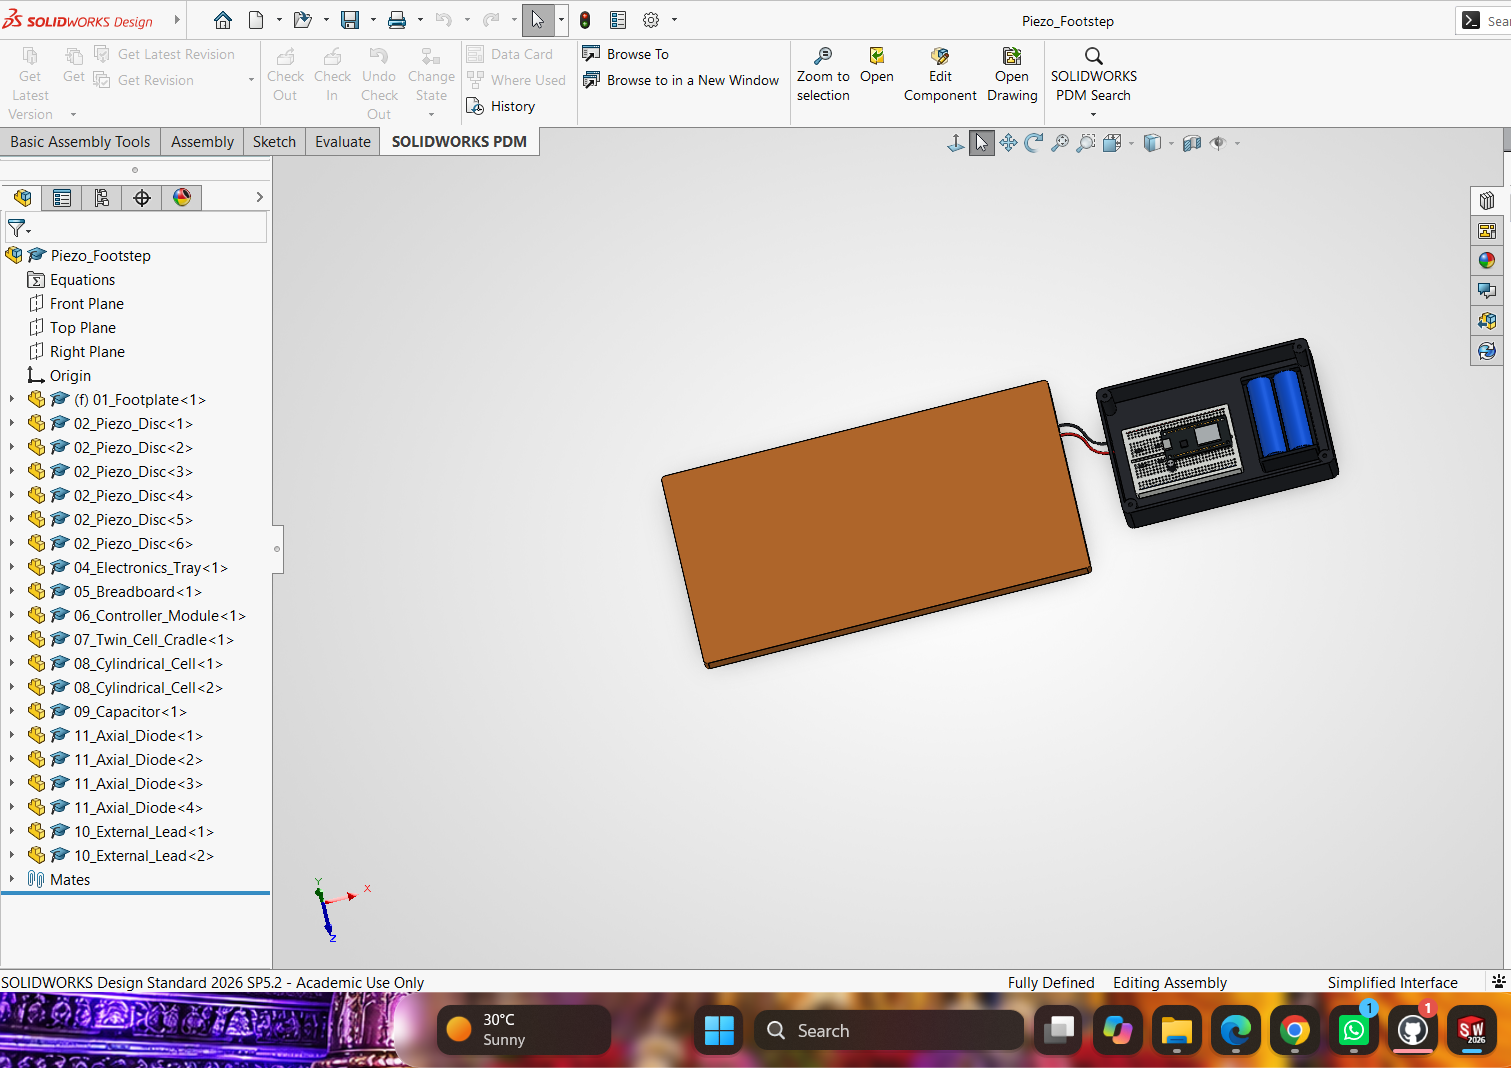 SOLIDWORKS Design
Piezo_Footstep
Sear
Get Latest Version
Get
Get Latest Revision
Get Revision
Check Out
Check In
Undo Check Out
Change State
Data Card
Where Used
History
Browse To
Browse to in a New Window
Zoom to selection
Open
Edit Component
Open Drawing
SOLIDWORKS PDM Search
Basic Assembly Tools
Assembly
Sketch
Evaluate
SOLIDWORKS PDM
Piezo_Footstep
Equations
Front Plane
Top Plane
Right Plane
Origin
(f) 01_Footplate<1>
02_Piezo_Disc<1>
02_Piezo_Disc<2>
02_Piezo_Disc<3>
02_Piezo_Disc<4>
02_Piezo_Disc<5>
02_Piezo_Disc<6>
04_Electronics_Tray<1>
05_Breadboard<1>
06_Controller_Module<1>
07_Twin_Cell_Cradle<1>
08_Cylindrical_Cell<1>
08_Cylindrical_Cell<2>
09_Capacitor<1>
11_Axial_Diode<1>
11_Axial_Diode<2>
11_Axial_Diode<3>
11_Axial_Diode<4>
10_External_Lead<1>
10_External_Lead<2>
Mates
Y
X
Z
SOLIDWORKS Design Standard 2026 SP5.2 - Academic Use Only
Fully Defined
Editing Assembly
Simplified Interface
30°C
Sunny
Search
1
1
SW
2026